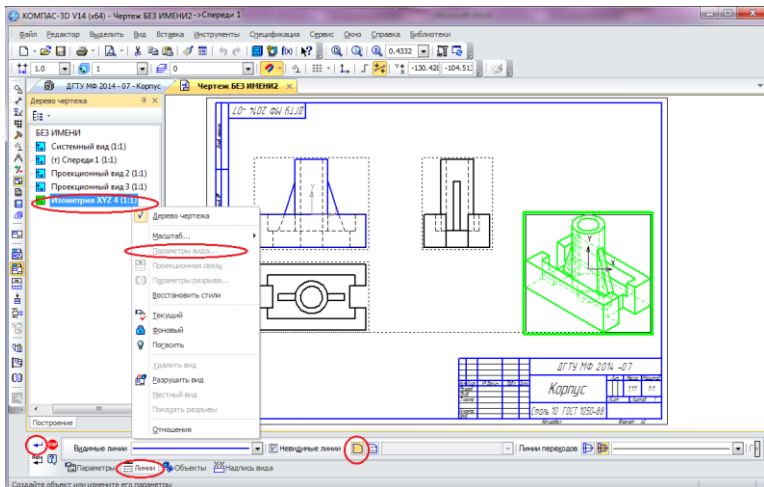 КОМПАС-3D V14 (x64) - Чертеж БЕЗ ИМЕНИ2->Спереди 1
Файл Редактор Выделить Вид Вставка Инструменты Спецификация Сервис Окно Справка Библиотеки
f(x) 0.4332
1.0 1 0 -130.428 -104.51
ДГТУ МФ 2014 - 07 - Корпус Чертеж БЕЗ ИМЕНИ2
Дерево чертежа
БЕЗ ИМЕНИ
Системный вид (1:1)
(т) Спереди 1 (1:1)
Проекционный вид 2 (1:1)
Проекционный вид 3 (1:1)
Изометрия XYZ 4 (1:1)
Дерево чертежа
Масштаб...
Параметры вида...
Проекционная связь
Параметры разрыва...
Восстановить стили
Текущий
Фоновый
Погасить
Удалить вид
Разрушить вид
Местный вид
Показать разрывы
Отношения
Построение
ДГТУ МФ 2014 -07
Y
Y
X
ДГТУ МФ 2014 -07
Корпус
Сталь 10 ГОСТ 1050-88
Видимые линии Невидимые линии Линии переходов
Параметры Линии Объекты Надпись вида
Создайте объект или измените его параметры